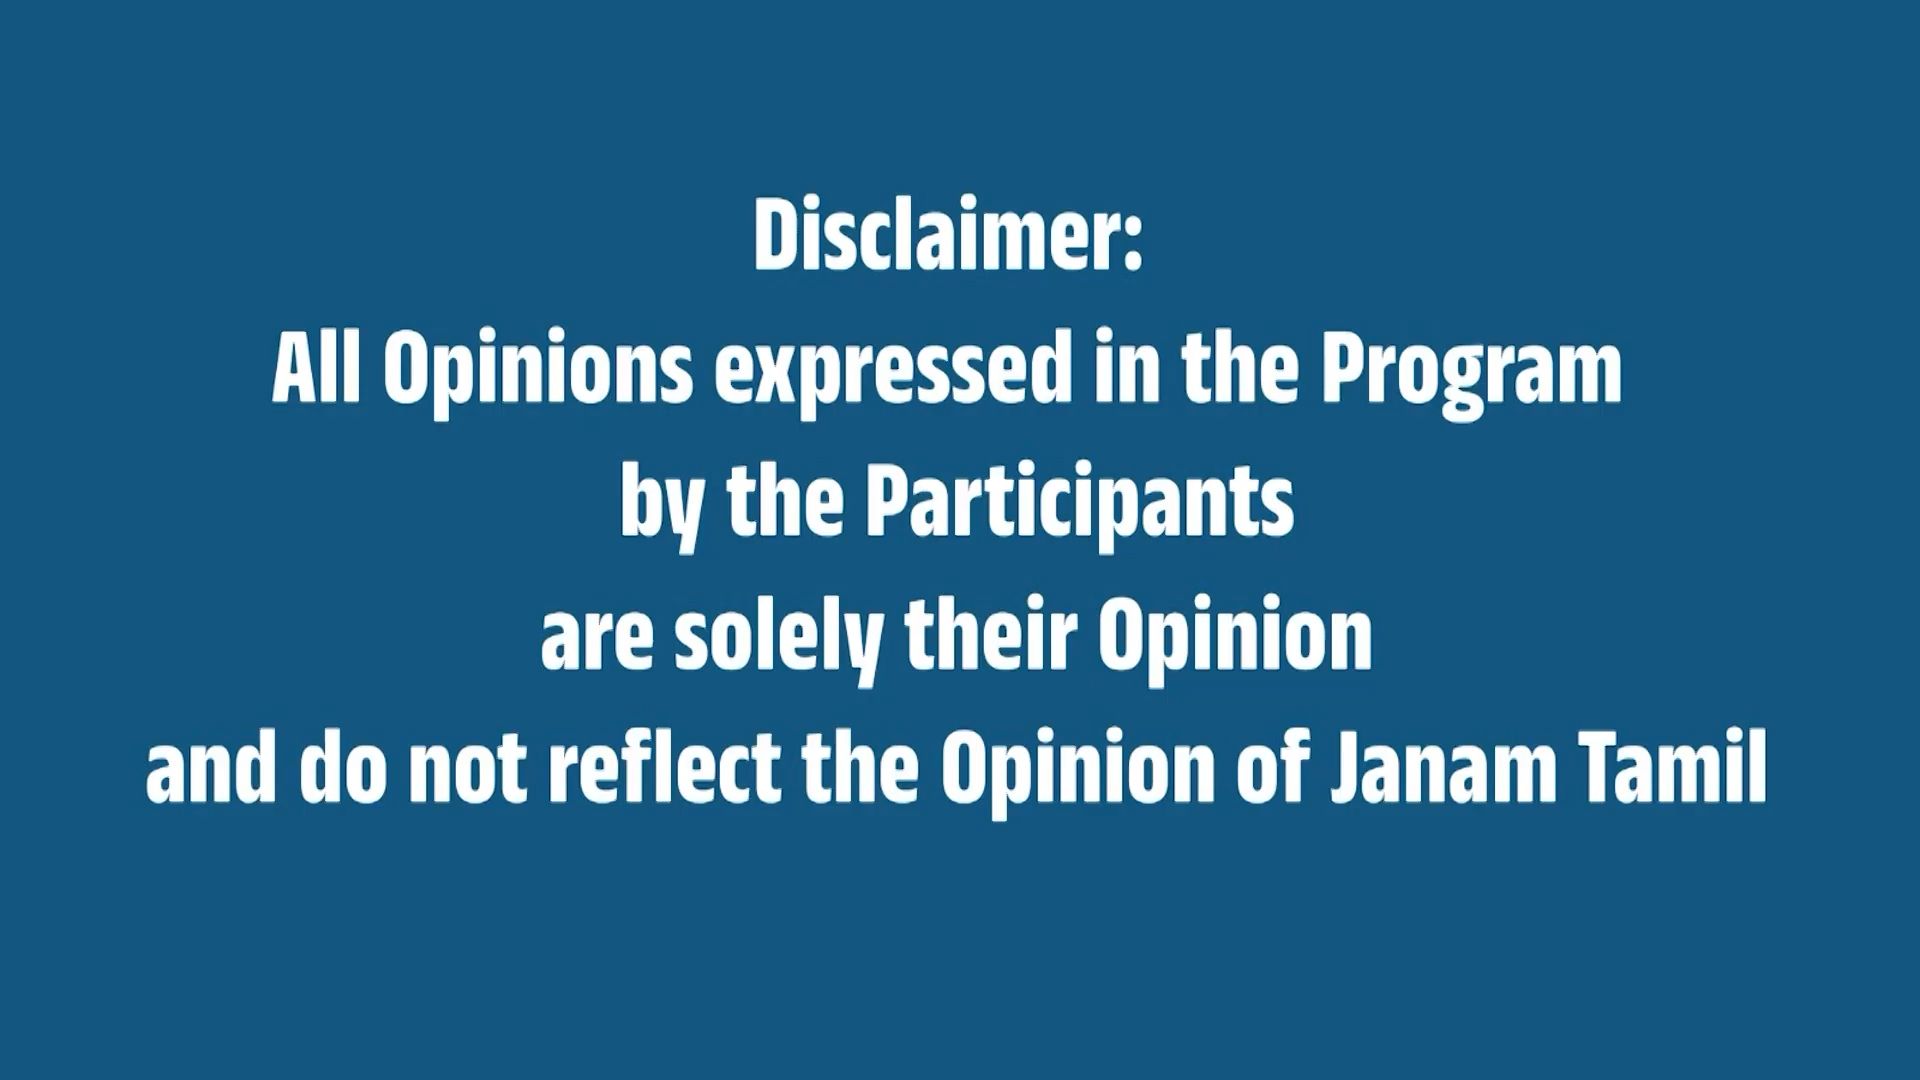 Disclaimer:
All Opinions expressed in the Program
by the Participants
are solely their Opinion
and do not reflect the Opinion of Janam Tamil